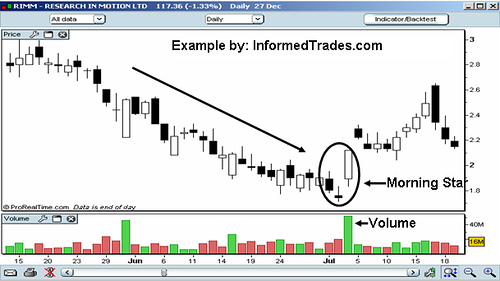 RIMM - RESEARCH IN MOTION LTD 117.36 (-1.33%) Daily 27 Dec
All data Daily Indicator/Backtest
Price
Example by: InformedTrades.com
3
2.8
2.6
2.4
2.2
2
1.8
Morning Sta
© ProRealTime.com Data is end of day
Volume
Volume
40M
16M
15 20 23 Jun 6 11 14 19 24 Jul 5 10 13 18